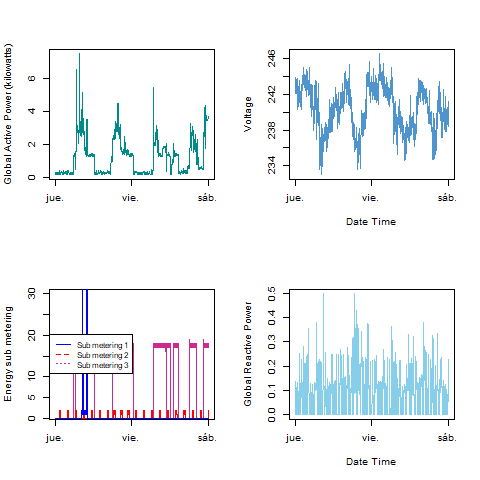 Global Active Power (kilowatts)
0 2 4 6
jue. vie. sáb.
Voltage
234 238 242 246
jue. vie. sáb.
Date Time
Energy sub metering
0 5 15 30
Sub metering 1
Sub metering 2
Sub metering 3
jue. vie. sáb.
Global Reactive Power
0.0 0.1 0.2 0.3 0.4 0.5
jue. vie. sáb.
Date Time